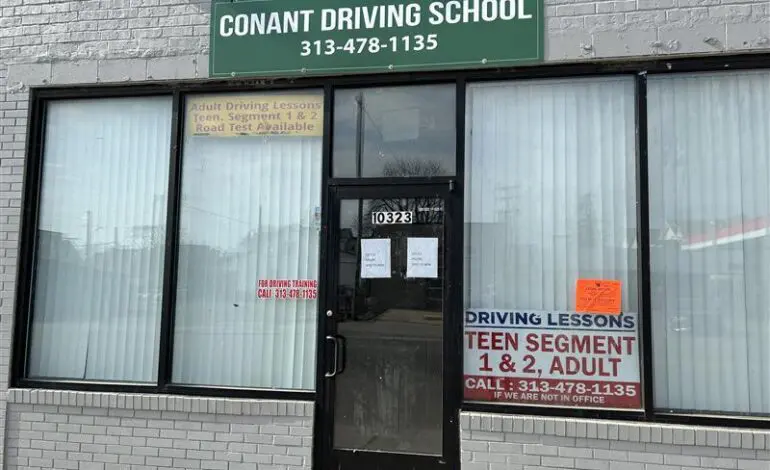 CONANT DRIVING SCHOOL
313-478-1135
Adult Driving Lessons
Teen. Segment 1 & 2
Road Test Available
10323
FOR DRIVING TRAINING
CALL 313-478-1135
DRIVING LESSONS
TEEN SEGMENT
1 & 2, ADULT
CALL : 313-478-1135
IF WE ARE NOT IN OFFICE